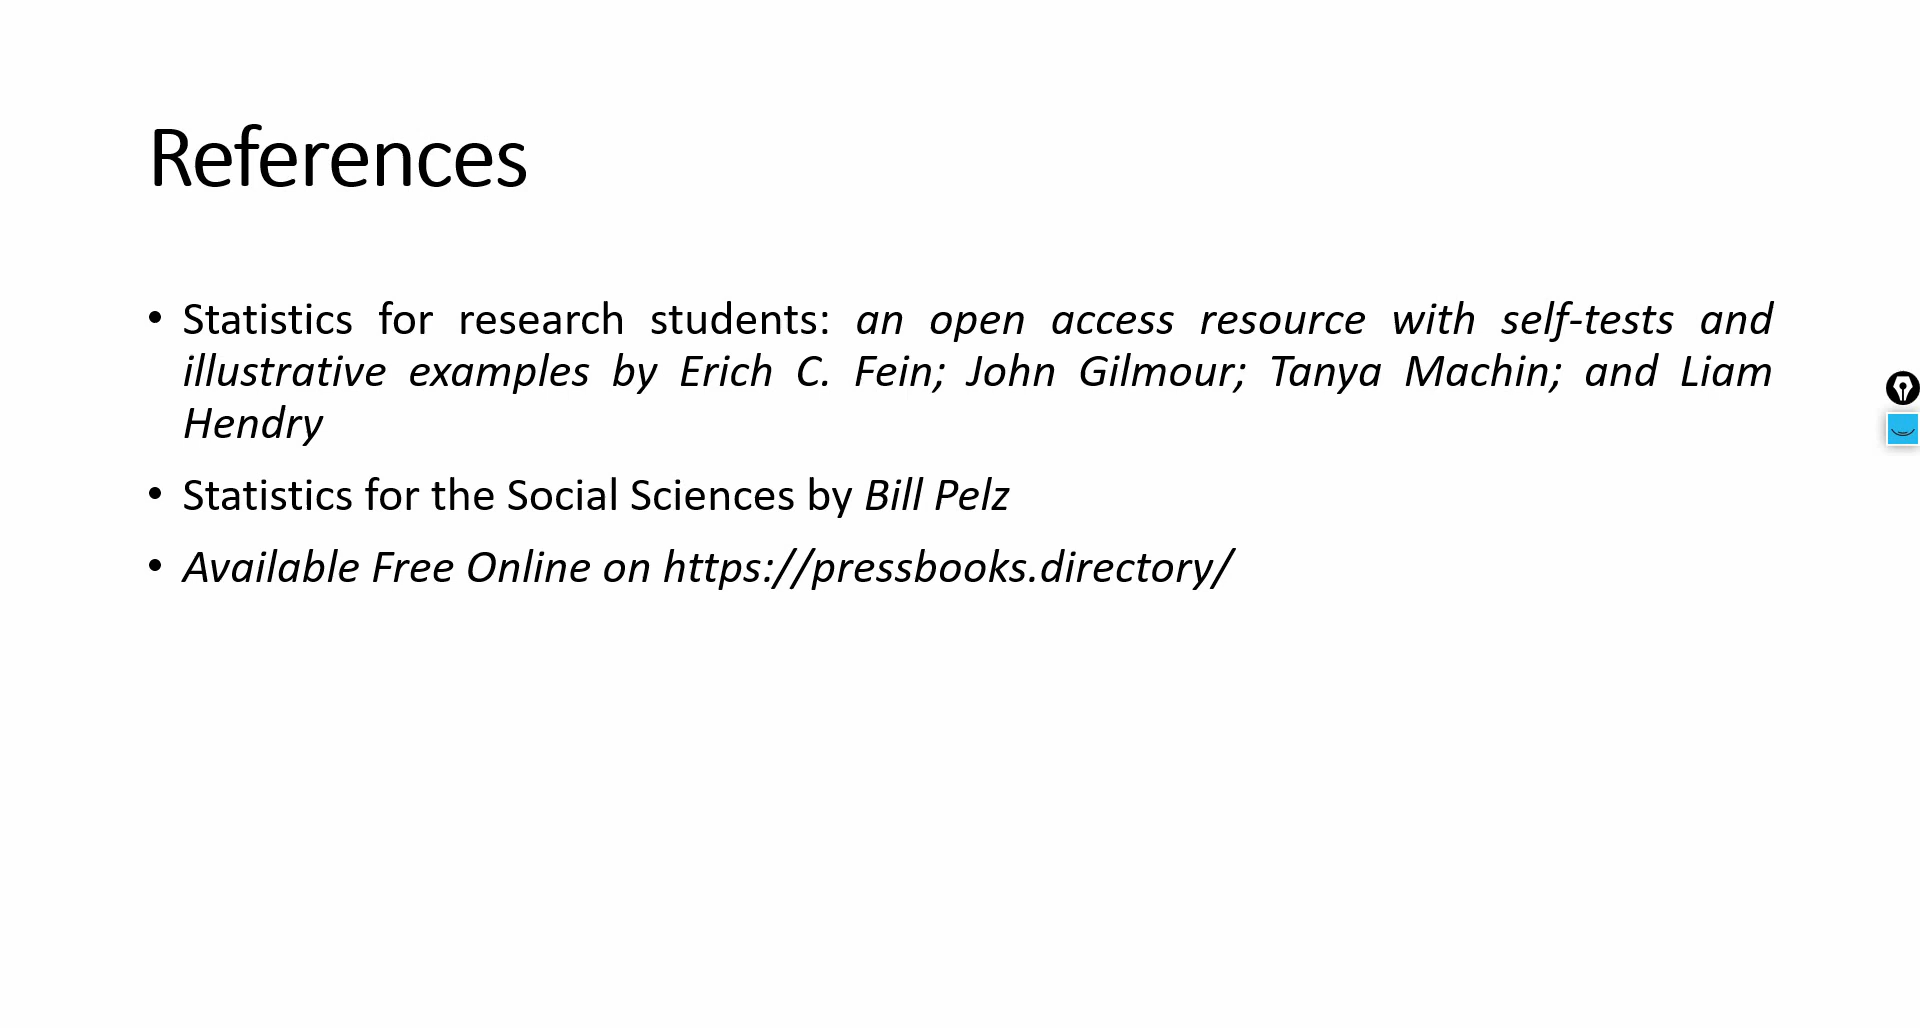 References
• Statistics for research students: an open access resource with self-tests and
illustrative examples by Erich C. Fein; John Gilmour; Tanya Machin; and Liam
Hendry
• Statistics for the Social Sciences by Bill Pelz
• Available Free Online on https://pressbooks.directory/